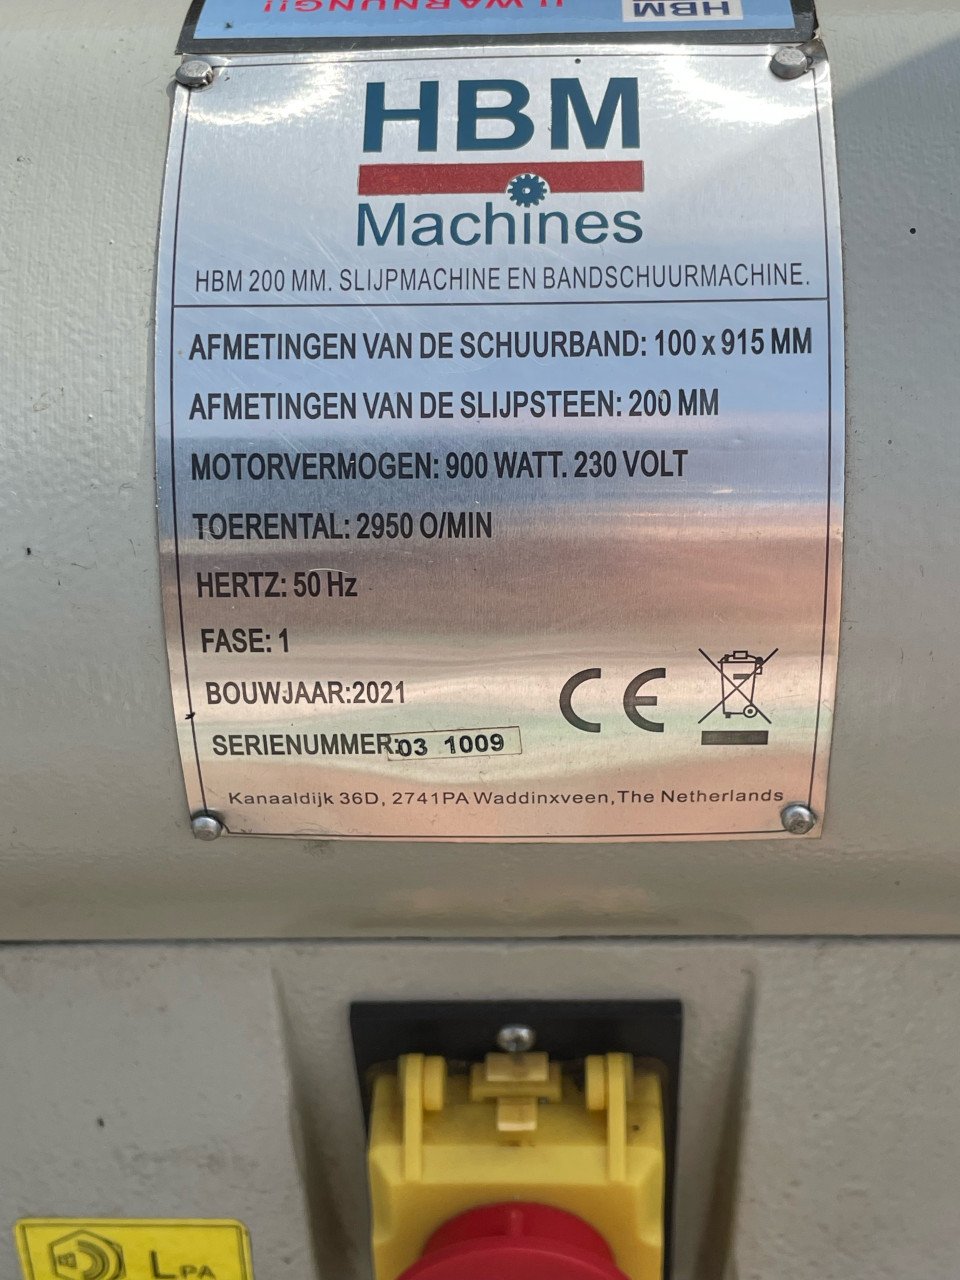 !! WARNUNG!!
HBM
HBM
Machines
HBM 200 MM. SLIJPMACHINE EN BANDSCHUURMACHINE.
AFMETINGEN VAN DE SCHUURBAND: 100 x 915 MM
AFMETINGEN VAN DE SLIJPSTEEN: 200 MM
MOTORVERMOGEN: 900 WATT. 230 VOLT
TOERENTAL: 2950 O/MIN
HERTZ: 50 Hz
FASE: 1
BOUWJAAR:2021
CE
SERIENUMMER:03 1009
Kanaaldijk 36D, 2741PA Waddinxveen,The Netherlands
LPA